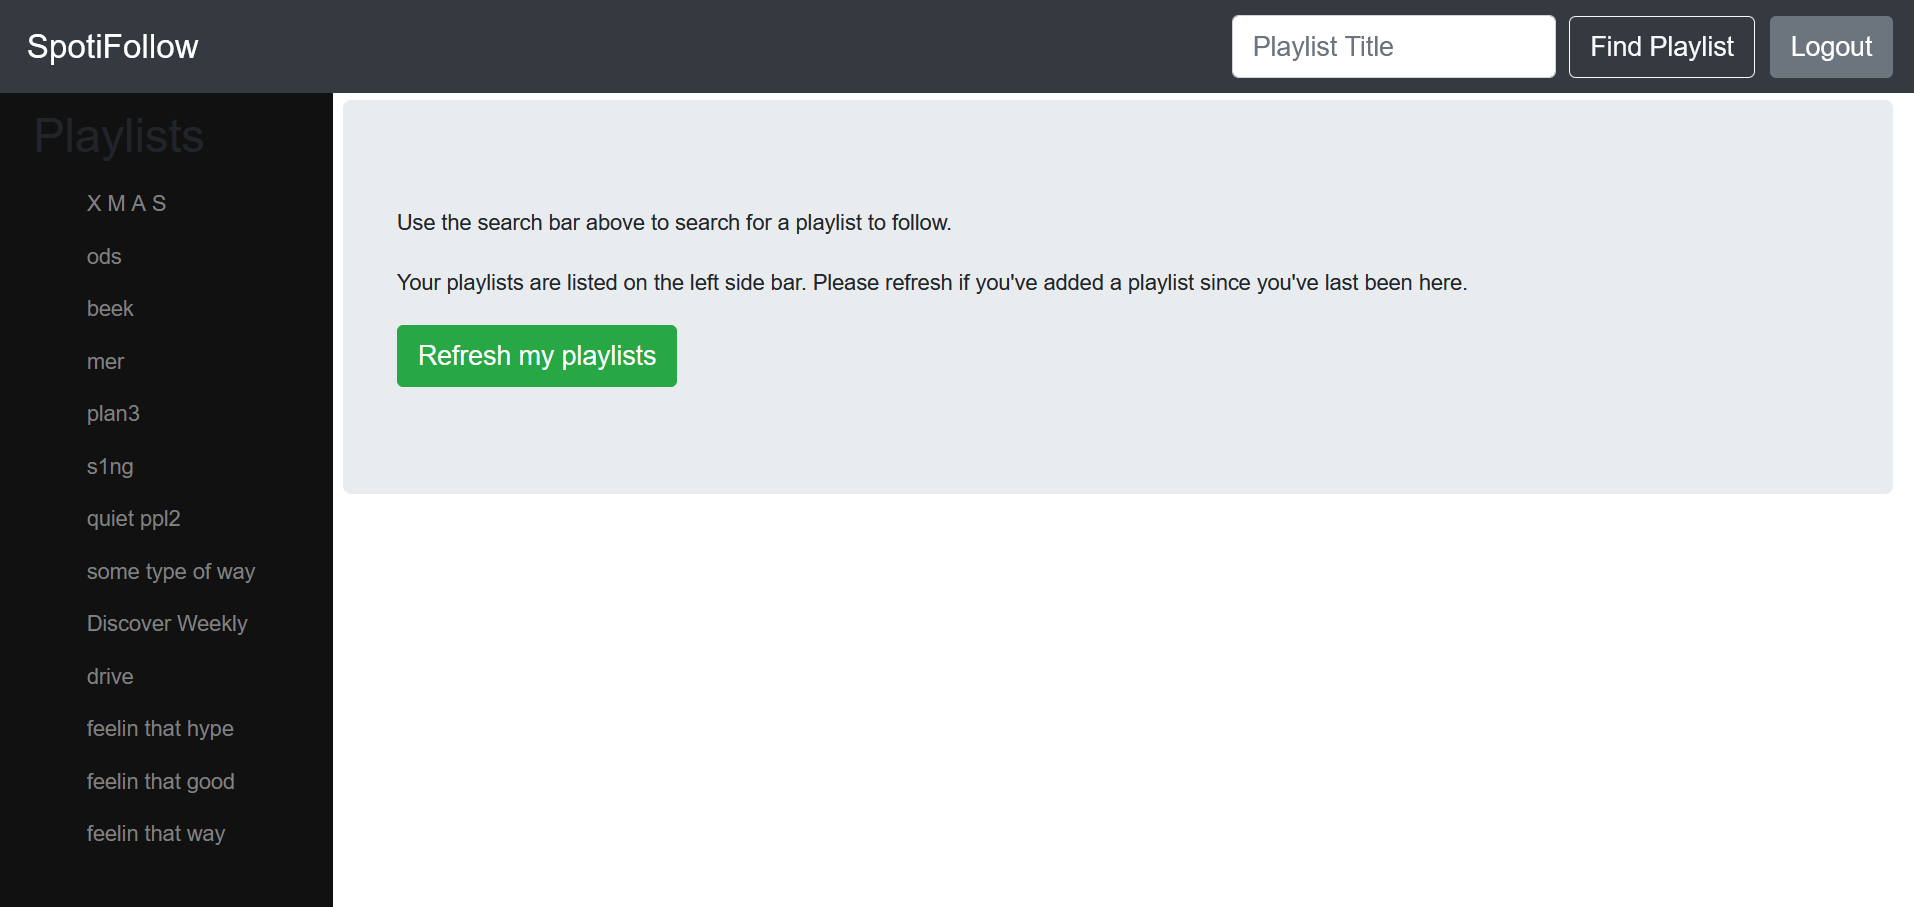 SpotiFollow
Playlist Title
Find Playlist
Logout
Playlists
X M A S
ods
beek
mer
plan3
s1ng
quiet ppl2
some type of way
Discover Weekly
drive
feelin that hype
feelin that good
feelin that way
Use the search bar above to search for a playlist to follow.
Your playlists are listed on the left side bar. Please refresh if you've added a playlist since you've last been here.
Refresh my playlists